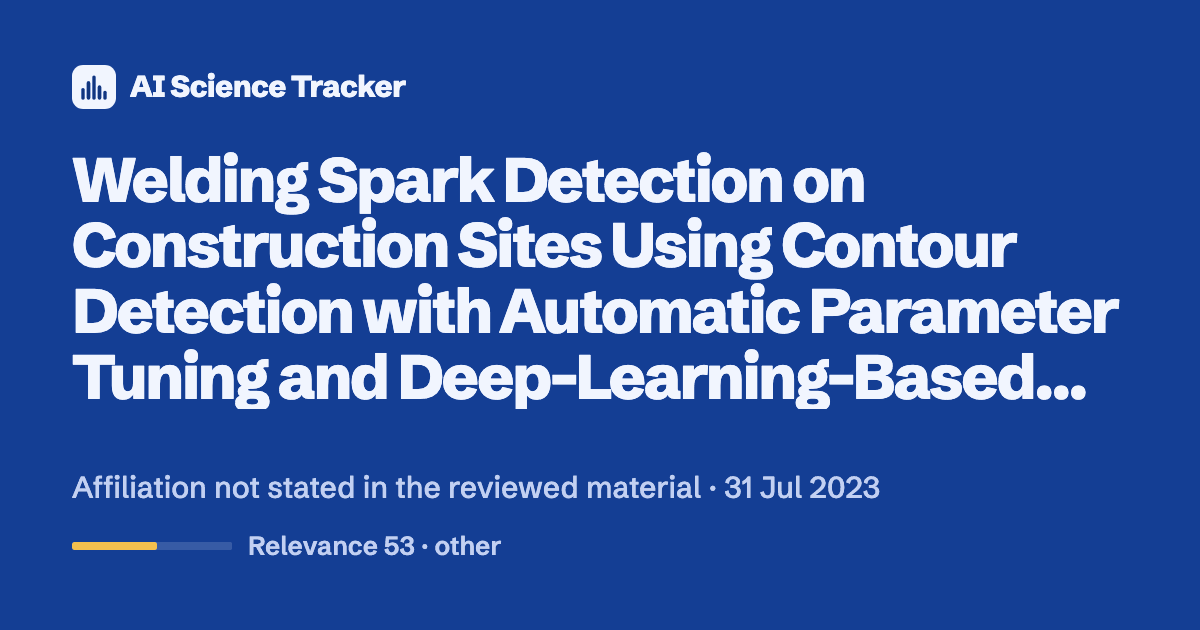 AI Science Tracker
Welding Spark Detection on
Construction Sites Using Contour
Detection with Automatic Parameter
Tuning and Deep-Learning-Based...
Affiliation not stated in the reviewed material · 31 Jul 2023
Relevance 53 · other